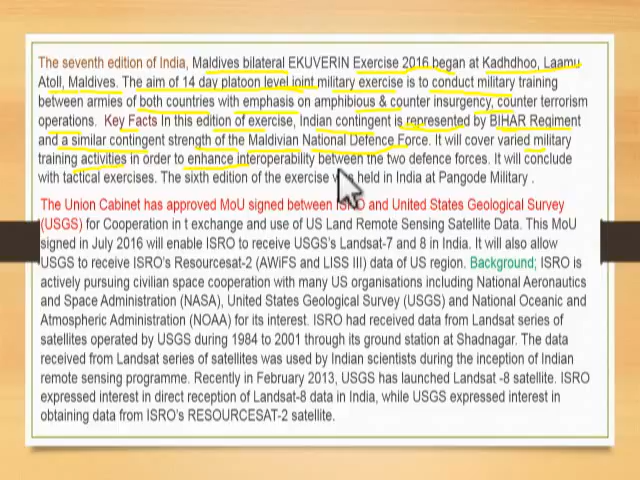 The seventh edition of India, Maldives bilateral EKUVERIN Exercise 2016 began at Kadhdhoo, Laamu
Atoll, Maldives. The aim of 14 day platoon level joint military exercise is to conduct military training
between armies of both countries with emphasis on amphibious & counter insurgency, counter terrorism
operations. Key Facts In this edition of exercise, Indian contingent is represented by BIHAR Regiment
and a similar contingent strength of the Maldivian National Defence Force. It will cover varied military
training activities in order to enhance interoperability between the two defence forces. It will conclude
with tactical exercises. The sixth edition of the exercise held in India at Pangode Military .
The Union Cabinet has approved MoU signed between ISRO and United States Geological Survey
(USGS) for Cooperation in t exchange and use of US Land Remote Sensing Satellite Data. This MoU
signed in July 2016 will enable ISRO to receive USGS's Landsat-7 and 8 in India. It will also allow
USGS to receive ISRO's Resourcesat-2 (AWiFS and LISS III) data of US region. Background; ISRO is
actively pursuing civilian space cooperation with many US organisations including National Aeronautics
and Space Administration (NASA), United States Geological Survey (USGS) and National Oceanic and
Atmospheric Administration (NOAA) for its interest. ISRO had received data from Landsat series of
satellites operated by USGS during 1984 to 2001 through its ground station at Shadnagar. The data
received from Landsat series of satellites was used by Indian scientists during the inception of Indian
remote sensing programme. Recently in February 2013, USGS has launched Landsat -8 satellite. ISRO
expressed interest in direct reception of Landsat-8 data in India, while USGS expressed interest in
obtaining data from ISRO's RESOURCESAT-2 satellite.